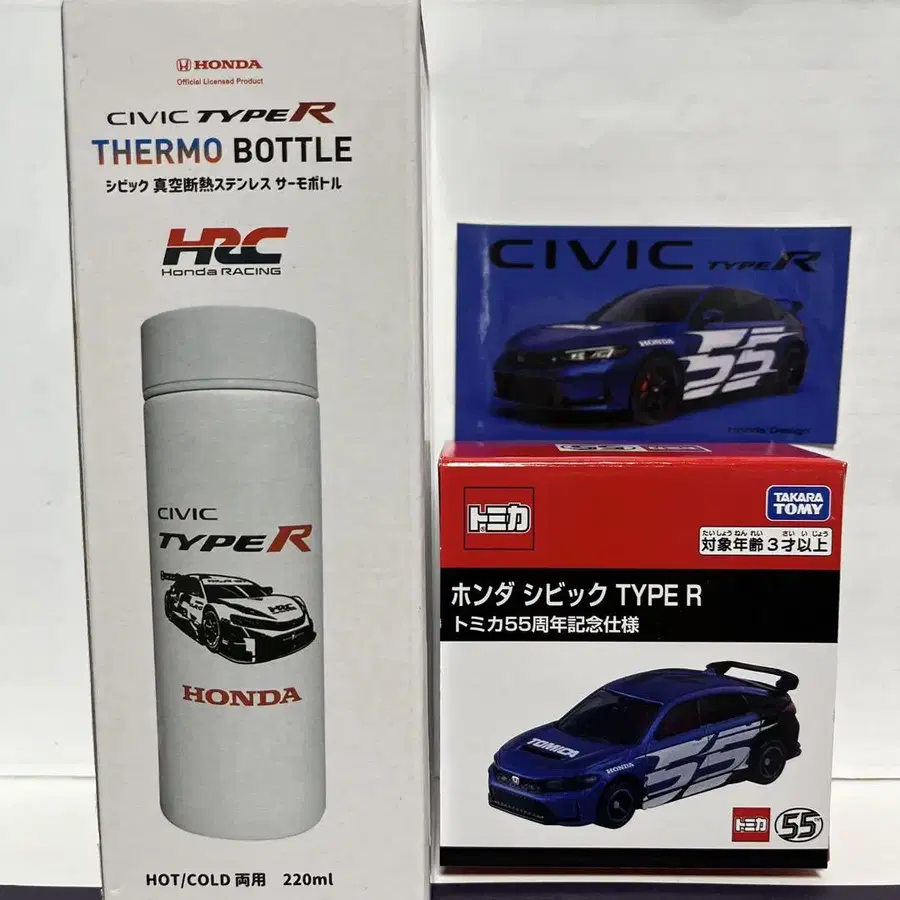 HONDA
Official Licensed Product
CIVIC TYPE R
THERMO BOTTLE
シビック 真空断熱ステンレス サーモボトル
HRC
Honda RACING
CIVIC
TYPE R
HRC
HONDA
HOT/COLD 両用 220ml
CIVIC TYPE R
HONDA
55
Honda Design
トミカ
TAKARA
TOMY
たいしょうねんれい さいいじょう
対象年齢3才以上
ホンダ シビック TYPE R
トミカ55周年記念仕様
TOMICA
HONDA
55
トミカ
55